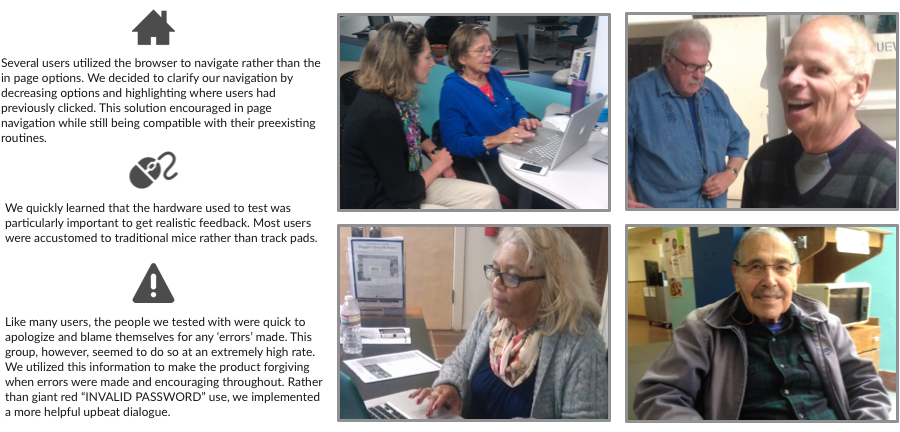 Several users utilized the browser to navigate rather than the
in page options. We decided to clarify our navigation by
decreasing options and highlighting where users had
previously clicked. This solution encouraged in page
navigation while still being compatible with their preexisting
routines.
We quickly learned that the hardware used to test was
particularly important to get realistic feedback. Most users
were accustomed to traditional mice rather than track pads.
Like many users, the people we tested with were quick to
apologize and blame themselves for any ‘errors’ made. This
group, however, seemed to do so at an extremely high rate.
We utilized this information to make the product forgiving
when errors were made and encouraging throughout. Rather
than giant red “INVALID PASSWORD” use, we implemented
a more helpful upbeat dialogue.